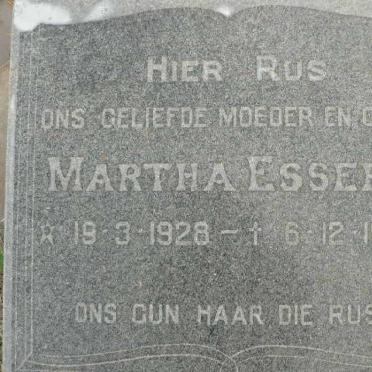 HIER RUS
ONS GELIEFDE MOEDER EN
MARTHA ESSE
* 19-3-1928 - † 6-12-1
ONS GUN HAAR DIE RUS